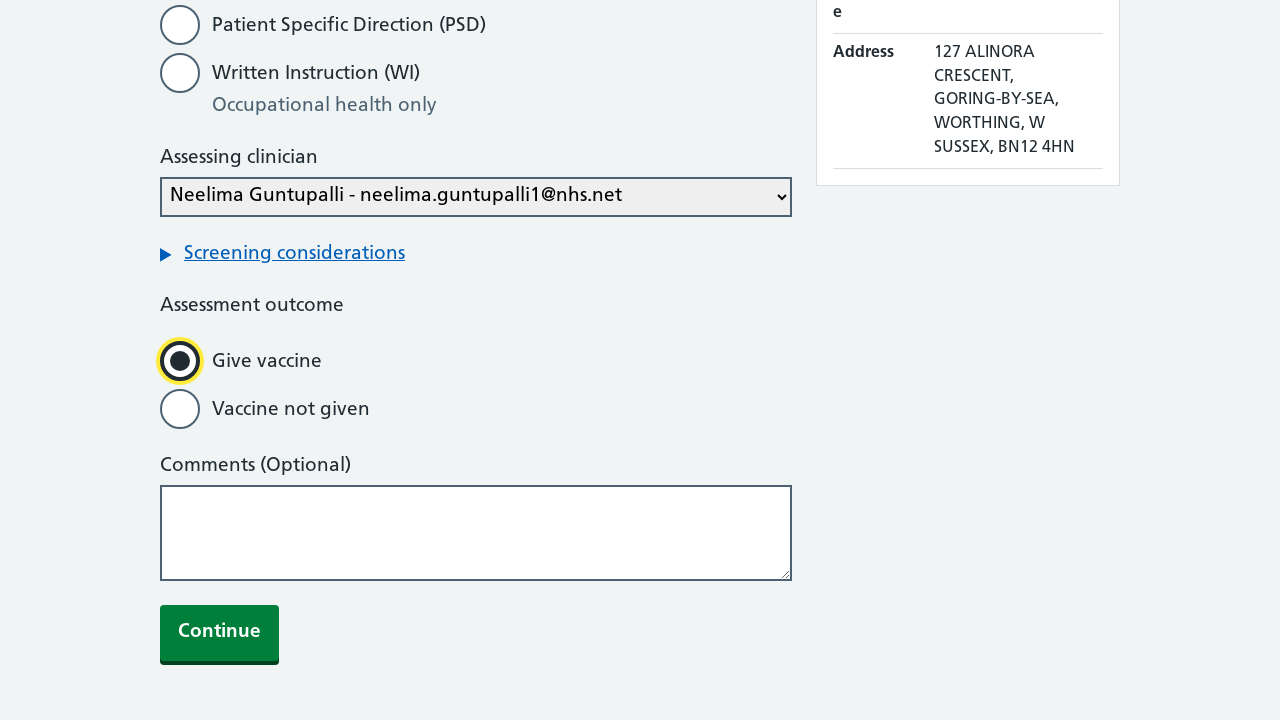 Patient Specific Direction (PSD)
Written Instruction (WI)
Occupational health only
Assessing clinician
Neelima Guntupalli - neelima.guntupalli1@nhs.net
Screening considerations
Assessment outcome
Give vaccine
Vaccine not given
Comments (Optional)
Continue
e
Address
127 ALINORA
CRESCENT,
GORING-BY-SEA,
WORTHING, W
SUSSEX, BN12 4HN